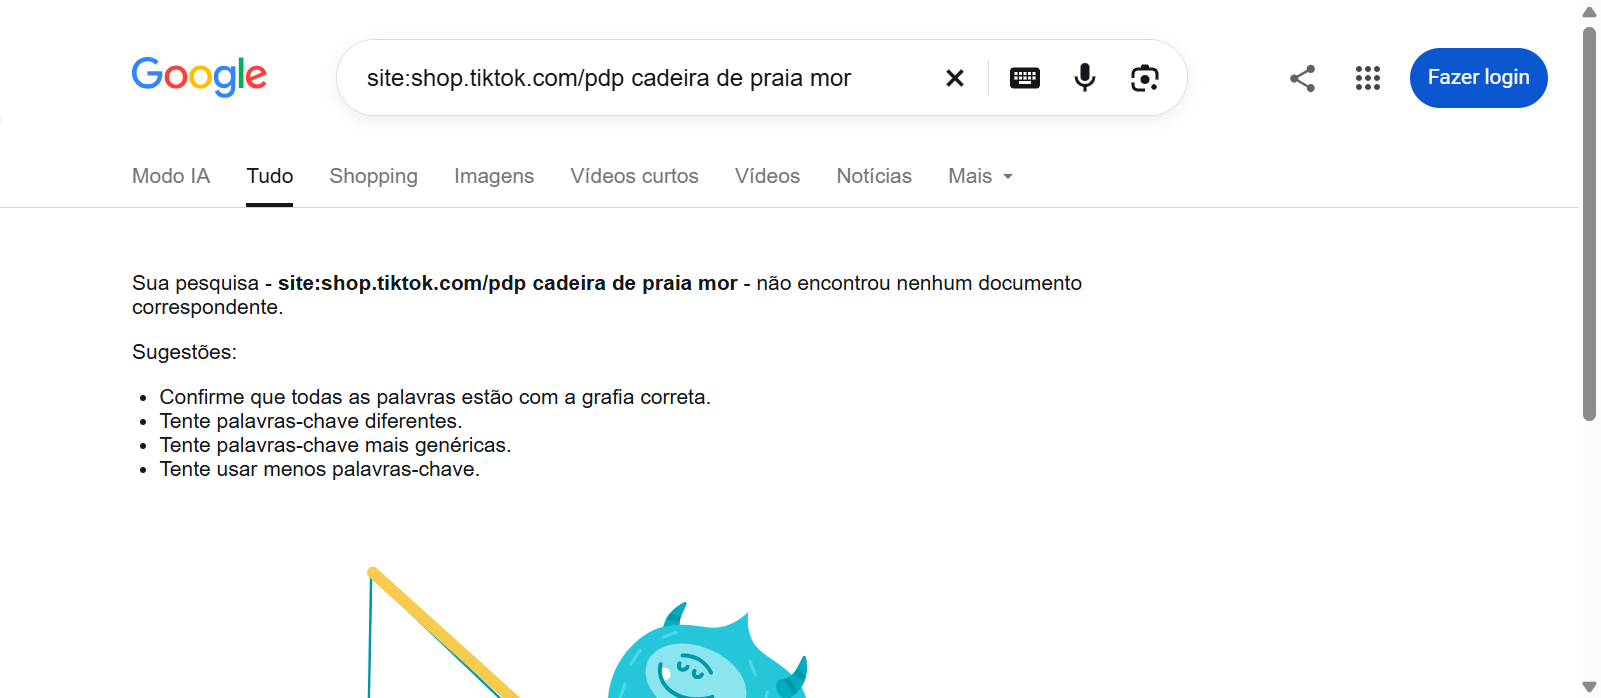 Google
site:shop.tiktok.com/pdp cadeira de praia mor
Fazer login
Modo IA
Tudo
Shopping
Imagens
Vídeos curtos
Vídeos
Notícias
Mais
Sua pesquisa - site:shop.tiktok.com/pdp cadeira de praia mor - não encontrou nenhum documento
correspondente.
Sugestões:
Confirme que todas as palavras estão com a grafia correta.
Tente palavras-chave diferentes.
Tente palavras-chave mais genéricas.
Tente usar menos palavras-chave.